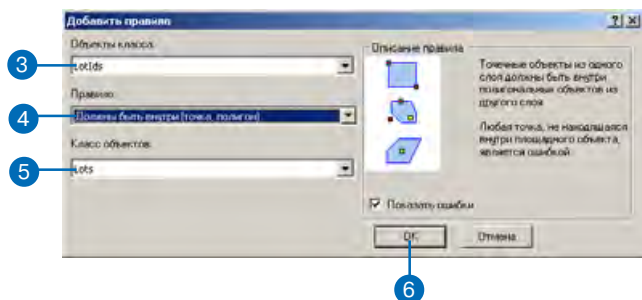 Добавить правило
Объекты класса:
3
LotIds
Правило:
4
Должны быть внутри (точка, полигон)
Класс объектов:
5
Lots
Описание правила
Точечные объекты из одного
слоя должны быть внутри
полигональных объектов из
другого слоя
Любая точка, не находящаяся
внутри площадного объекта,
является ошибкой.
Показать ошибки
OK
Отмена
6